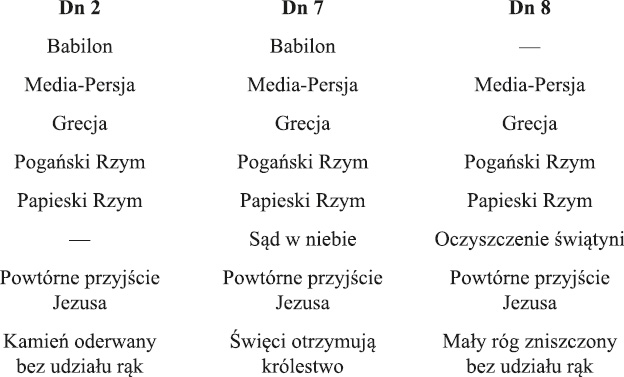 Dn 2 Dn 7 Dn 8
Babilon Babilon —
Media-Persja Media-Persja Media-Persja
Grecja Grecja Grecja
Pogański Rzym Pogański Rzym Pogański Rzym
Papieski Rzym Papieski Rzym Papieski Rzym
— Sąd w niebie Oczyszczenie świątyni
Powtórne przyjście Powtórne przyjście Powtórne przyjście
Jezusa Jezusa Jezusa
Kamień oderwany Święci otrzymują Mały róg zniszczony
bez udziału rąk królestwo bez udziału rąk